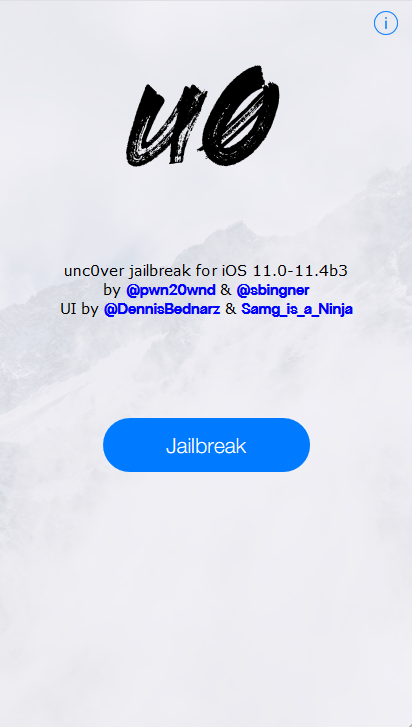 u0
unc0ver jailbreak for iOS 11.0-11.4b3
by @pwn20wnd & @sbingner
UI by @DennisBednarz & Samg_is_a_Ninja
Jailbreak